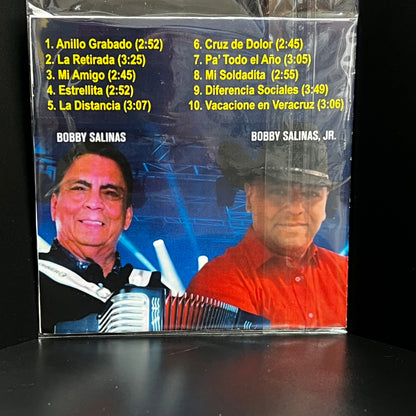 1. Anillo Grabado (2:52)
2. La Retirada (3:25)
3. Mi Amigo (2:45)
4. Estrellita (2:52)
5. La Distancia (3:07)
6. Cruz de Dolor (2:45)
7. Pa' Todo el Año (3:05)
8. Mi Soldadita (2:55)
9. Diferencia Sociales (3:49)
10. Vacacione en Veracruz (3:06)
BOBBY SALINAS
BOBBY SALINAS, JR.